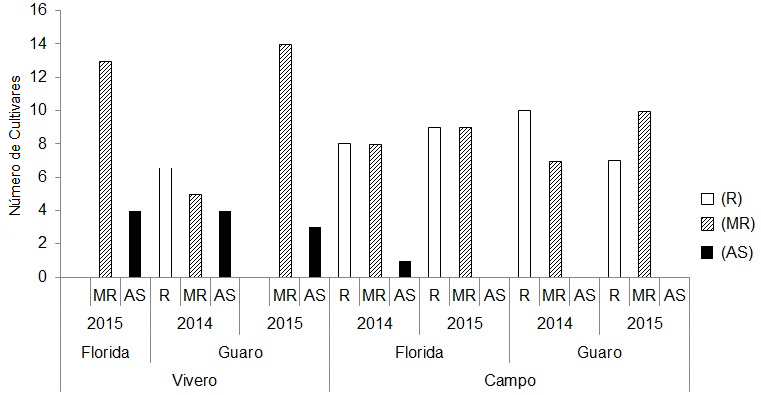 16
14
12
10
8
6
4
2
0
Número de Cultivares
(R)
(MR)
(AS)
MR AS R MR AS MR AS R MR AS R MR AS R MR AS R MR AS
2015 2014 2015 2014 2015 2014 2015
Florida Guaro Florida Guaro
Vivero Campo